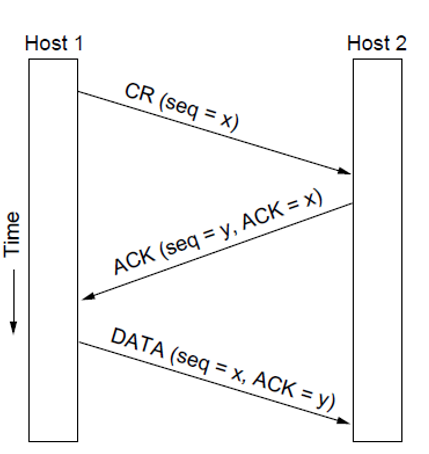 Host 1
Host 2
CR (seq = x)
ACK (seq = y, ACK = x)
Time
DATA (seq = x, ACK = y)